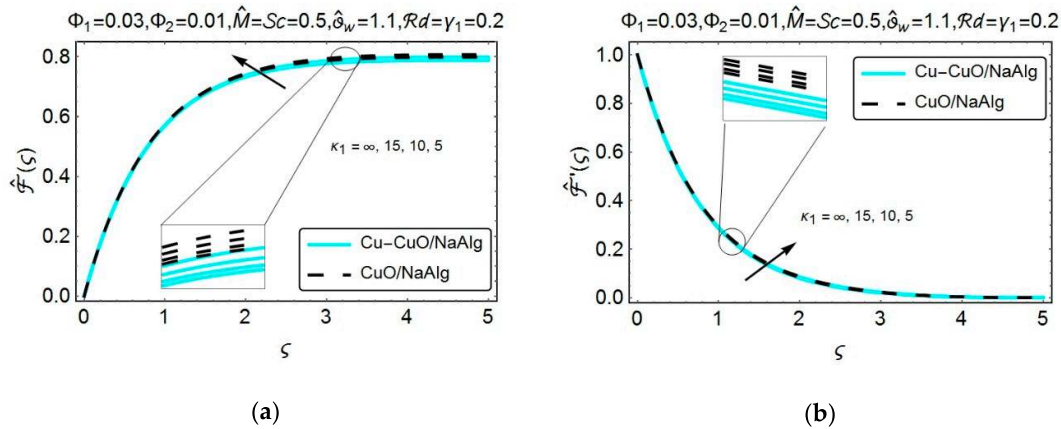 Φ₁=0.03,Φ₂=0.01,M̂=Sc=0.5,ϑ̂_w=1.1,ℛd=γ₁=0.2
0.8
0.6
0.4
0.2
0.0
ℱ̂(ς)
κ₁ = ∞, 15, 10, 5
Cu−CuO/NaAlg
CuO/NaAlg
0 1 2 3 4 5
ς
(a)
Φ₁=0.03,Φ₂=0.01,M̂=Sc=0.5,ϑ̂_w=1.1,ℛd=γ₁=0.2
1.0
0.8
0.6
0.4
0.2
0.0
ℱ̂'(ς)
Cu−CuO/NaAlg
CuO/NaAlg
κ₁ = ∞, 15, 10, 5
0 1 2 3 4 5
ς
(b)